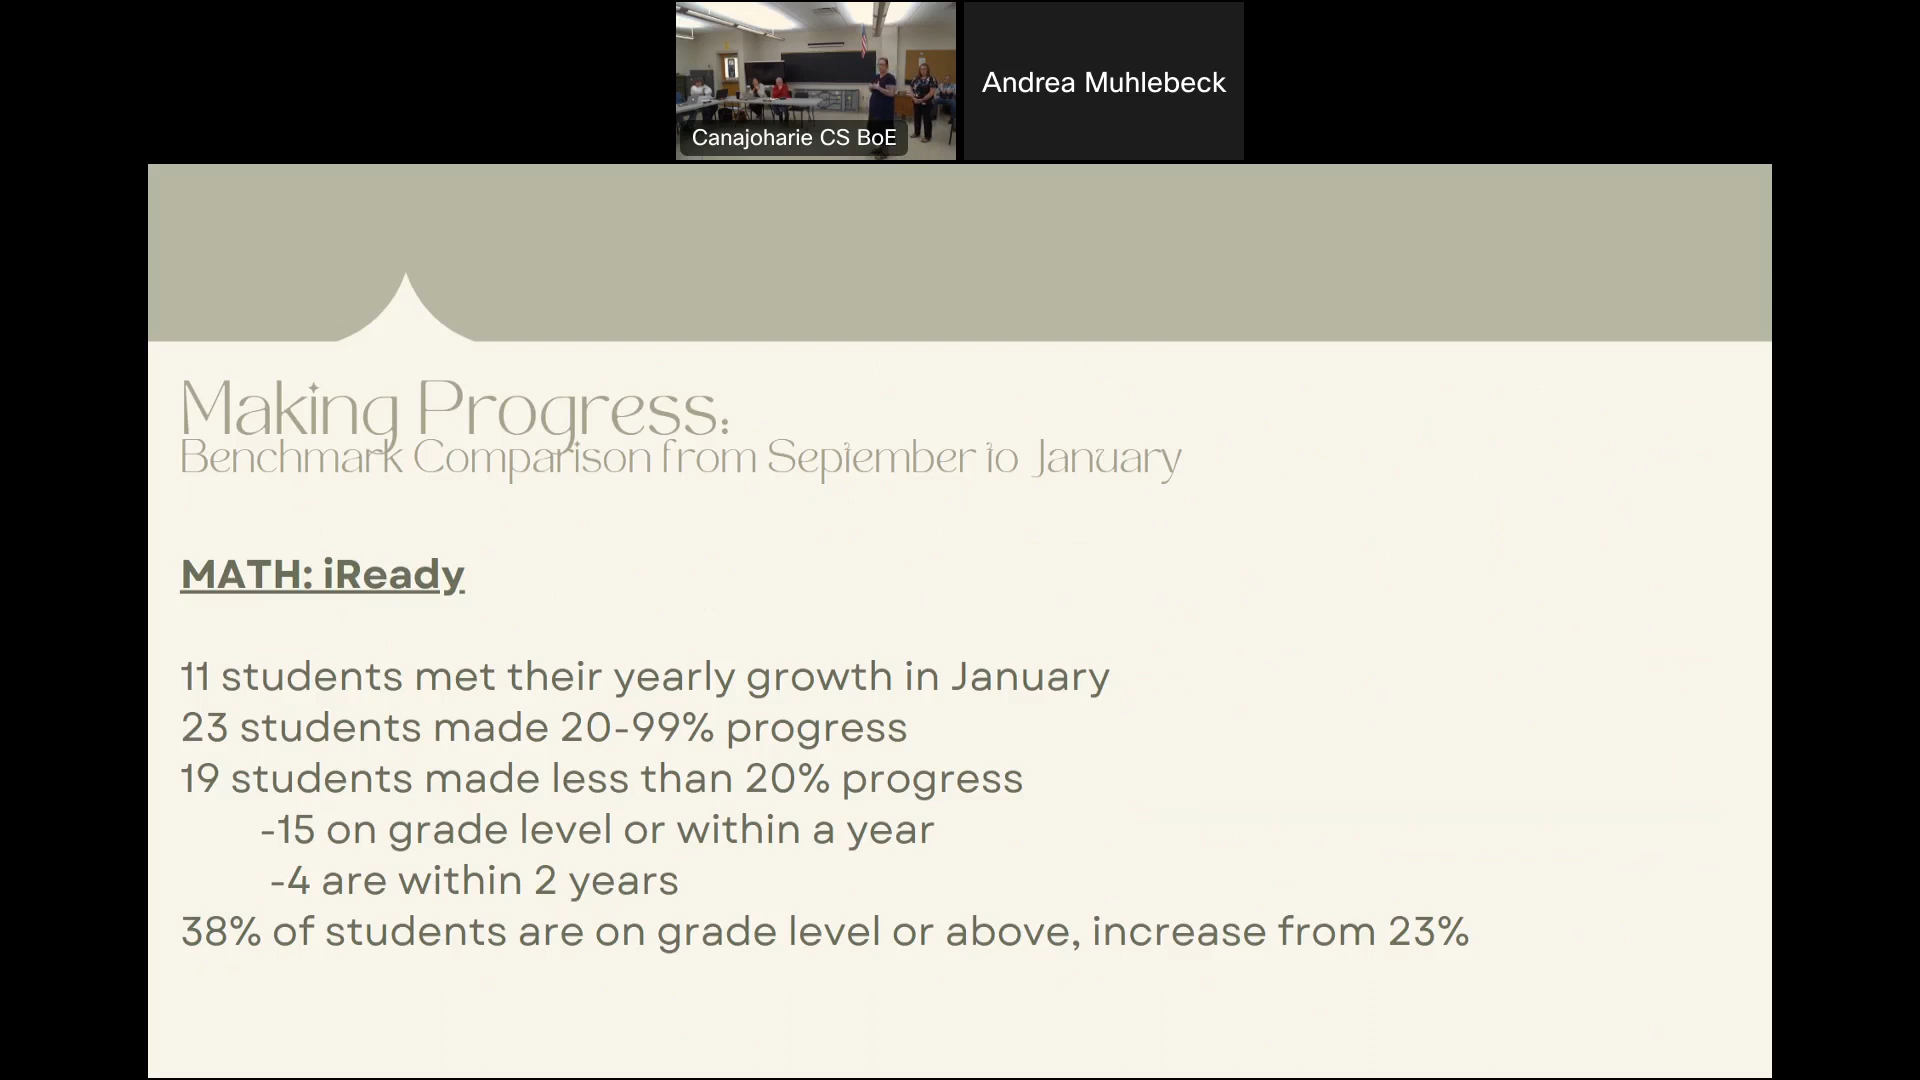 Canajoharie CS BoE
Andrea Muhlebeck
Making Progress:
Benchmark Comparison from September to January
MATH: iReady
11 students met their yearly growth in January
23 students made 20-99% progress
19 students made less than 20% progress
-15 on grade level or within a year
-4 are within 2 years
38% of students are on grade level or above, increase from 23%